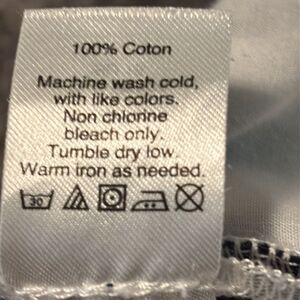 100% Coton
Machine wash cold,
with like colors.
Non chlorine
bleach only.
Tumble dry low.
Warm iron as needed.
30